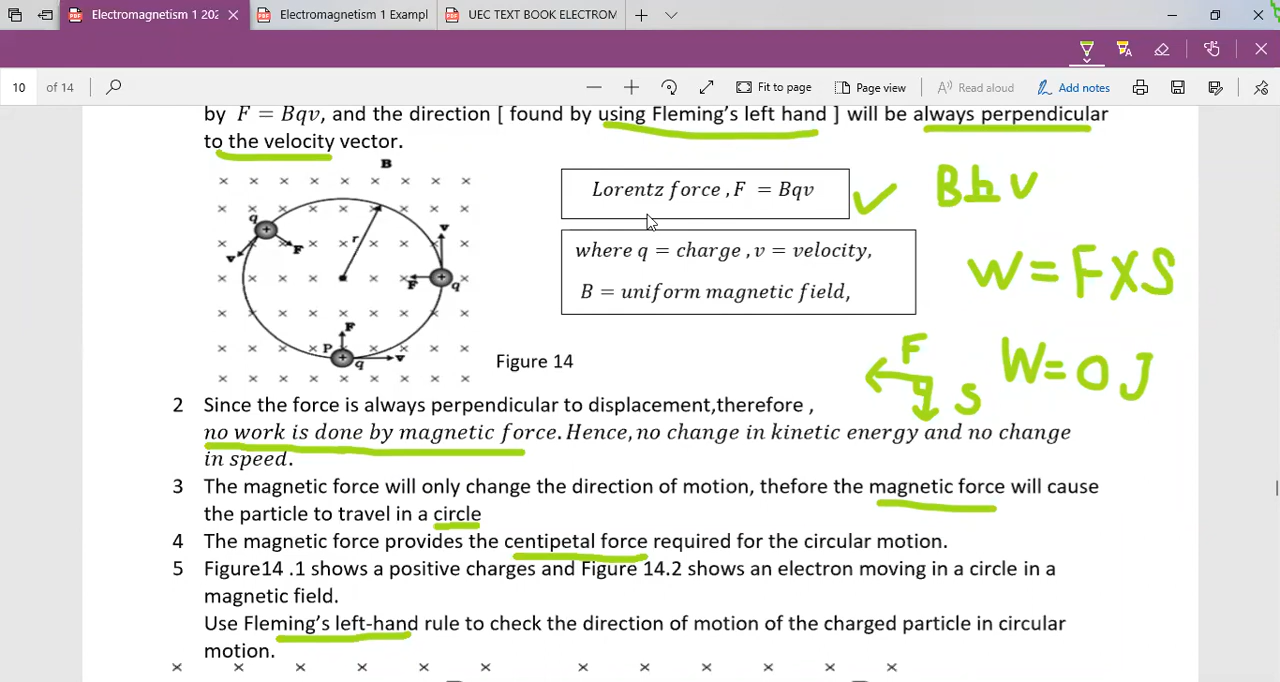 Electromagnetism 1 202
Electromagnetism 1 Exampl
UEC TEXT BOOK ELECTROM
10 of 14
Fit to page
Page view
Read aloud
Add notes
by F = Bqv, and the direction [ found by using Fleming's left hand ] will be always perpendicular
to the velocity vector.
B
Lorentz force , F = Bqv
B h v
where q = charge , v = velocity,
B = uniform magnetic field,
W = F X S
q
F
v
r
v
F
q
P
F
q
v
Figure 14
F
q S
W = 0 J
2 Since the force is always perpendicular to displacement,therefore ,
no work is done by magnetic force. Hence, no change in kinetic energy and no change
in speed.
3 The magnetic force will only change the direction of motion, thefore the magnetic force will cause
the particle to travel in a circle
4 The magnetic force provides the centipetal force required for the circular motion.
5 Figure14 .1 shows a positive charges and Figure 14.2 shows an electron moving in a circle in a
magnetic field.
Use Fleming's left-hand rule to check the direction of motion of the charged particle in circular
motion.